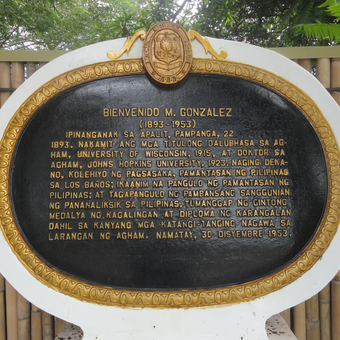 BIENVENIDO M. GONZALEZ
(1893-1953)
IPINANGANAK SA APALIT, PAMPANGA, 22
1893. NAKAMIT ANG MGA TITULONG DALUBHASA SA AG-
HAM, UNIVERSITY OF WISCONSIN, 1915, AT DOKTOR SA
AGHAM, JOHNS HOPKINS UNIVERSITY, 1923. NAGING DEKA-
NO, KOLEHIYO NG PAGSASAKA, PAMANTASAN NG PILIPINAS
SA LOS BAÑOS; KAANIM NA PANGULO NG PAMANTASAN NG
PILIPINAS; AT TAGAPANGULO NG PAMBANSANG SANGGUNIAN
NG PANANALIKSIK SA PILIPINAS. TUMANGGAP NG GINTONG
MEDALYA NG KAGALINGAN AT DIPLOMA NG KARANGALAN
DAHIL SA KANYANG MGA KATANGI-TANGING NAGAWA SA
LARANGAN NG AGHAM. NAMATAY, 30 DISYEMBRE 1953.